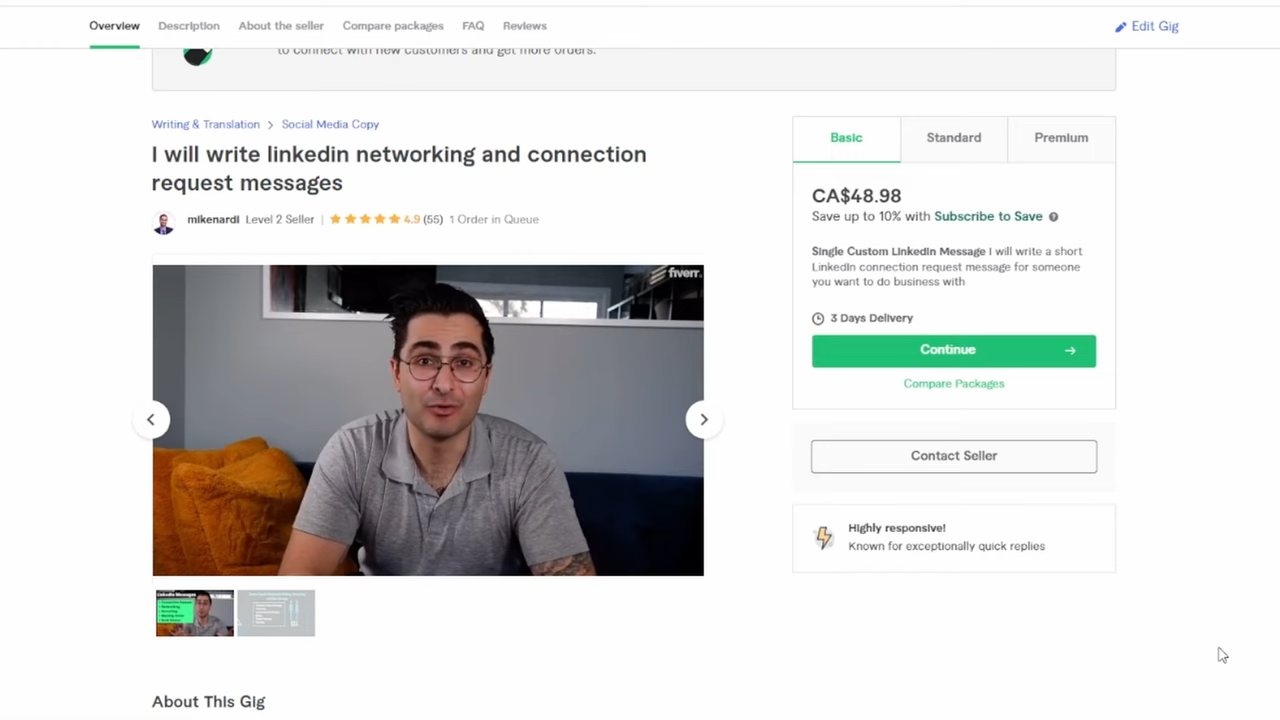 Overview Description About the seller Compare packages FAQ Reviews Edit Gig
to connect with new customers and get more orders.
Writing & Translation > Social Media Copy
I will write linkedin networking and connection
request messages
mikenardi Level 2 Seller | 4.9 (55) 1 Order in Queue
fiverr.
Basic Standard Premium
CA$48.98
Save up to 10% with Subscribe to Save
Single Custom LinkedIn Message I will write a short
LinkedIn connection request message for someone
you want to do business with
3 Days Delivery
Continue
Compare Packages
Contact Seller
Highly responsive!
Known for exceptionally quick replies
LinkedIn Messages
About This Gig